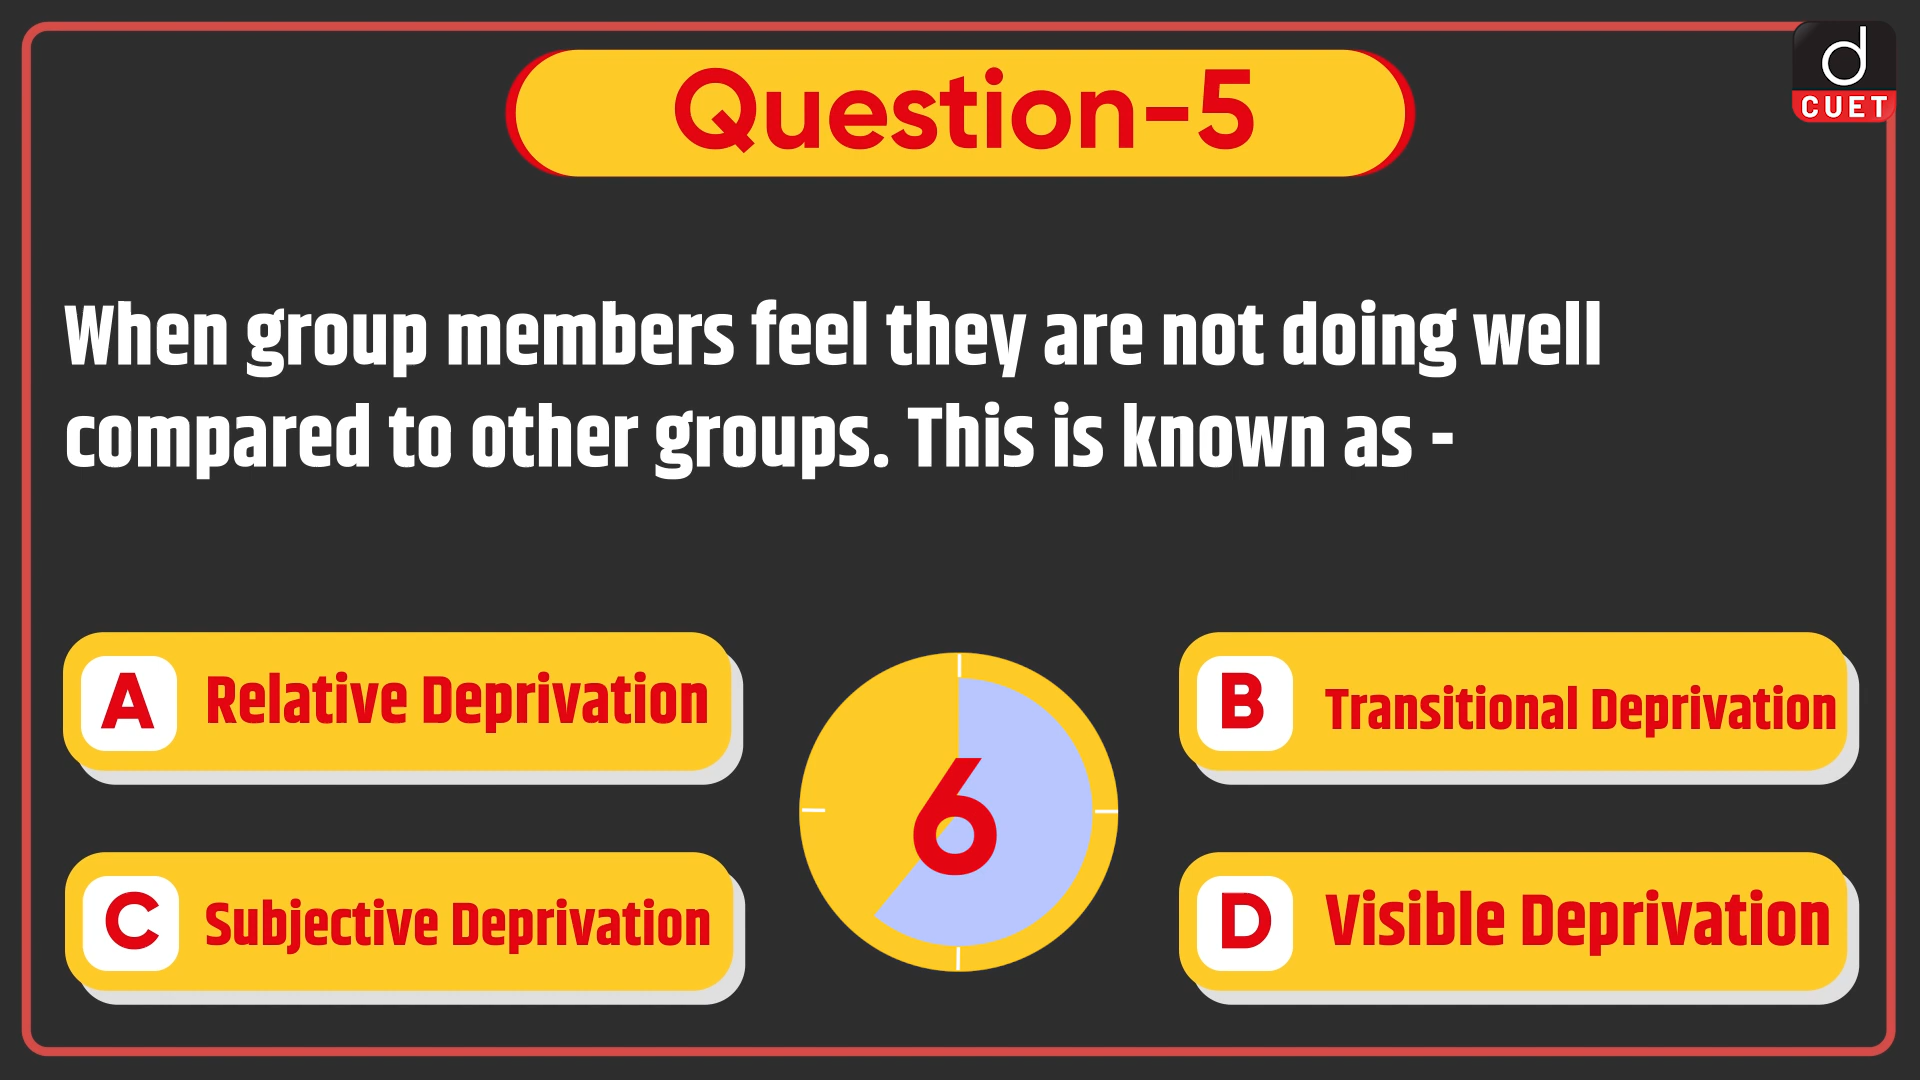 d
CUET
Question-5
When group members feel they are not doing well
compared to other groups. This is known as -
A Relative Deprivation
B Transitional Deprivation
6
C Subjective Deprivation
D Visible Deprivation